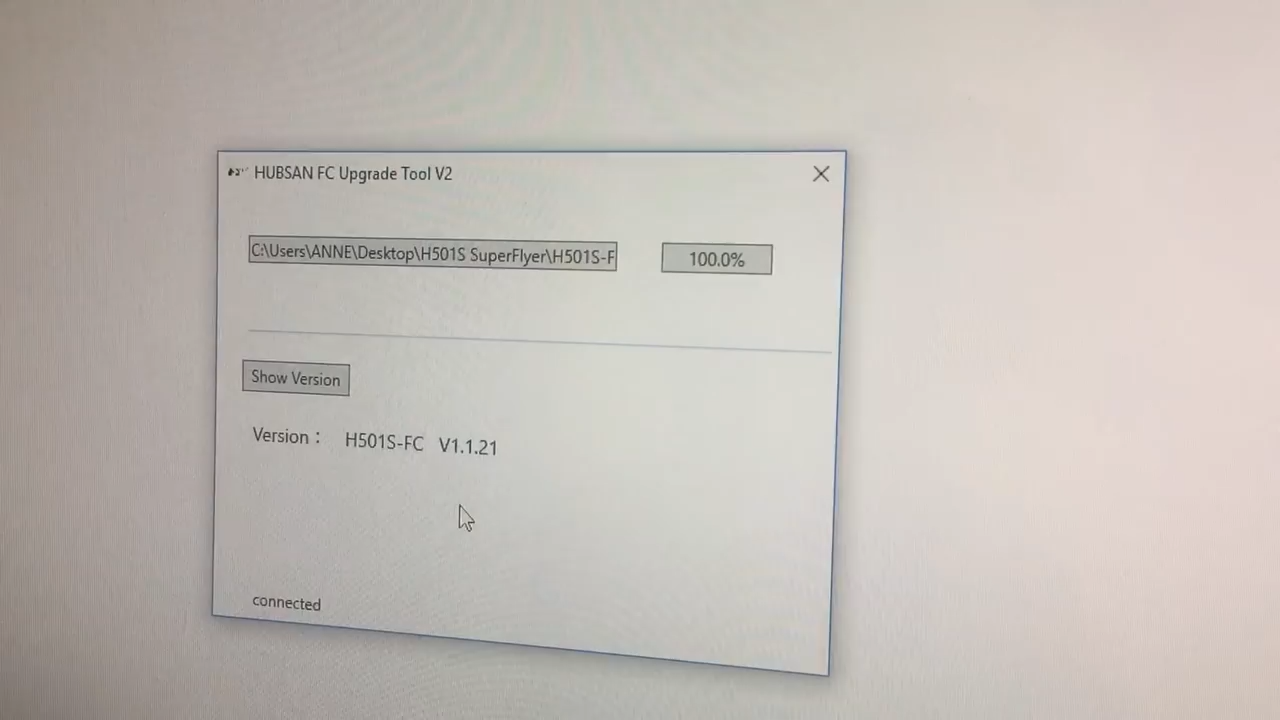 HUBSAN FC Upgrade Tool V2
C:\Users\ANNE\Desktop\H501S SuperFlyer\H501S-F
100.0%
Show Version
Version： H501S-FC V1.1.21
connected